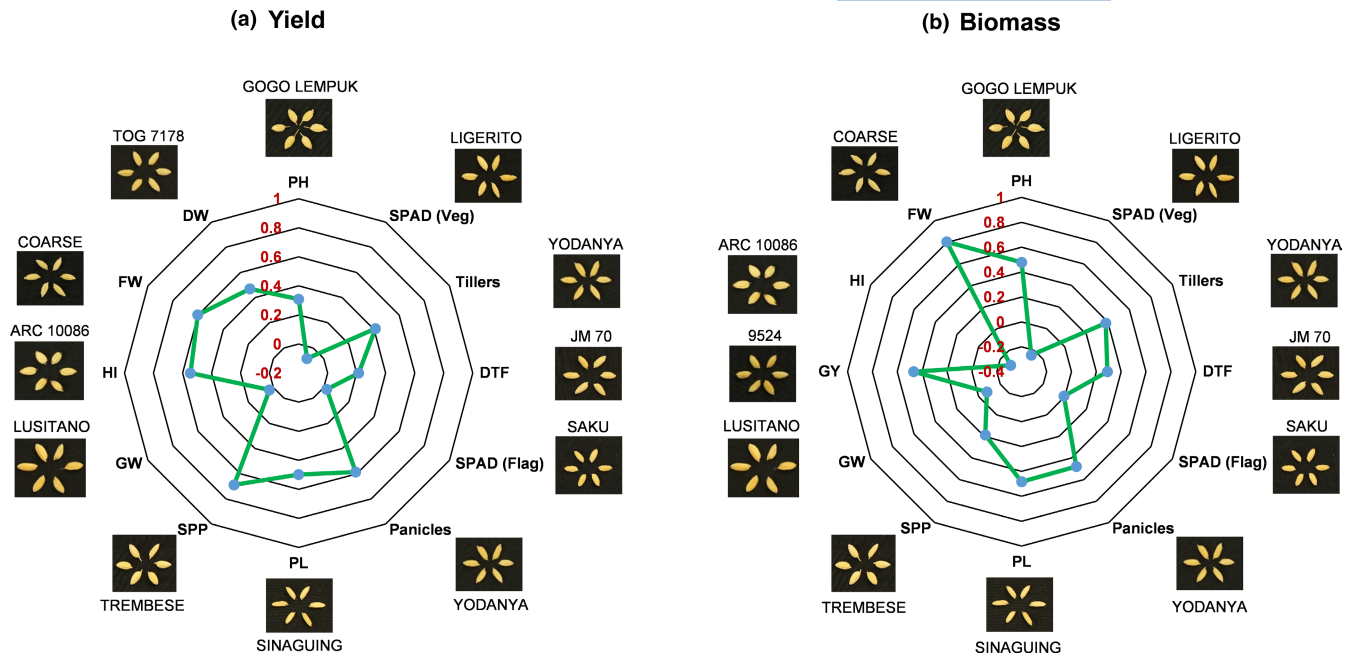 (a) Yield
GOGO LEMPUK
TOG 7178
LIGERITO
PH
1
DW
SPAD (Veg)
0.8
COARSE
YODANYA
0.6
FW
Tillers
0.4
0.2
ARC 10086
JM 70
0
HI
-0.2
DTF
LUSITANO
SAKU
GW
SPAD (Flag)
SPP
Panicles
PL
TREMBESE
YODANYA
SINAGUING
(b) Biomass
GOGO LEMPUK
COARSE
LIGERITO
PH
1
FW
SPAD (Veg)
0.8
ARC 10086
YODANYA
0.6
HI
Tillers
0.4
0.2
0
9524
JM 70
-0.2
GY
-0.4
DTF
LUSITANO
SAKU
GW
SPAD (Flag)
SPP
Panicles
PL
TREMBESE
YODANYA
SINAGUING